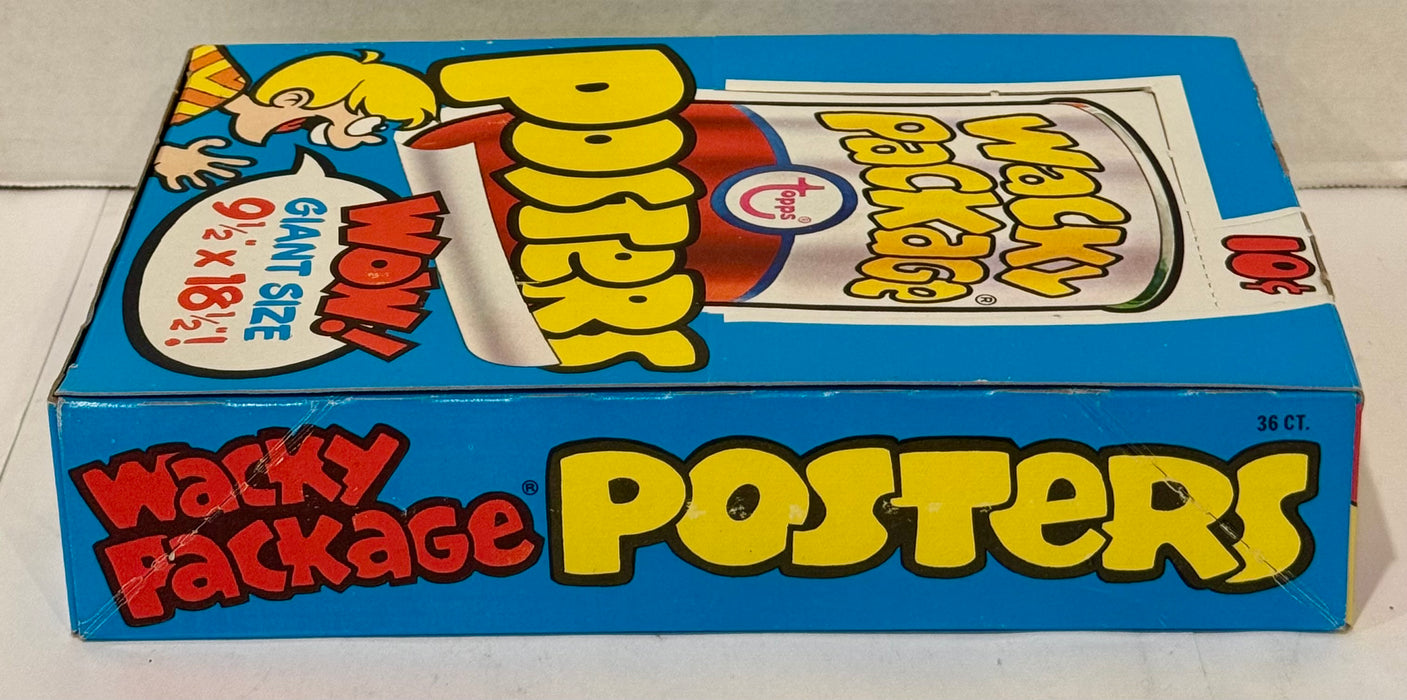 WACKY
PACKAGE®
topps®
POSTERS
10¢
WOW!
GIANT SIZE
9½" x 18½"!
36 CT.
WACKY
PACKAGE®
POSTERS